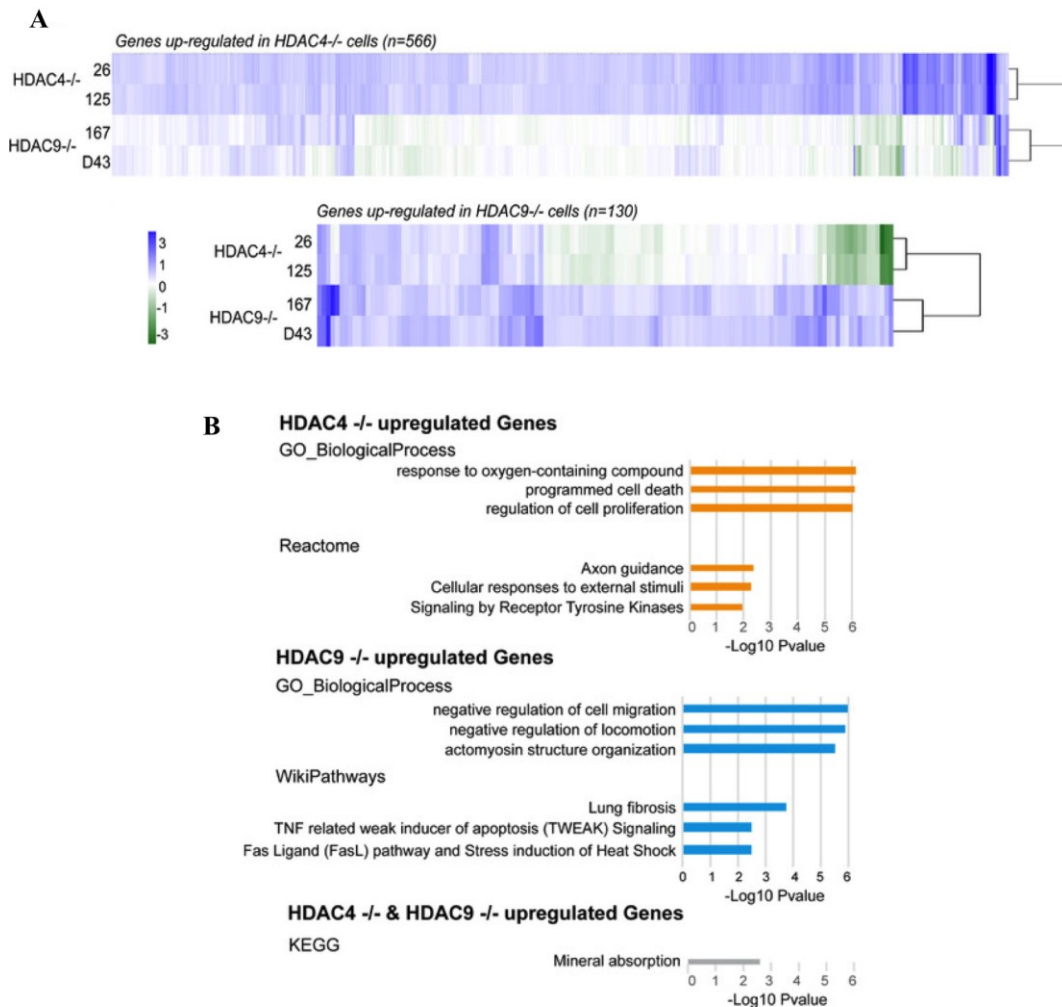 A
Genes up-regulated in HDAC4-/- cells (n=566)
HDAC4-/-
26
125
HDAC9-/-
167
D43
Genes up-regulated in HDAC9-/- cells (n=130)
3
1
0
-1
-3
HDAC4-/-
26
125
HDAC9-/-
167
D43
B
HDAC4 -/- upregulated Genes
GO_BiologicalProcess
response to oxygen-containing compound
programmed cell death
regulation of cell proliferation
Reactome
Axon guidance
Cellular responses to external stimuli
Signaling by Receptor Tyrosine Kinases
0 1 2 3 4 5 6
-Log10 Pvalue
HDAC9 -/- upregulated Genes
GO_BiologicalProcess
negative regulation of cell migration
negative regulation of locomotion
actomyosin structure organization
WikiPathways
Lung fibrosis
TNF related weak inducer of apoptosis (TWEAK) Signaling
Fas Ligand (FasL) pathway and Stress induction of Heat Shock
0 1 2 3 4 5 6
-Log10 Pvalue
HDAC4 -/- & HDAC9 -/- upregulated Genes
KEGG
Mineral absorption
0 1 2 3 4 5 6
-Log10 Pvalue